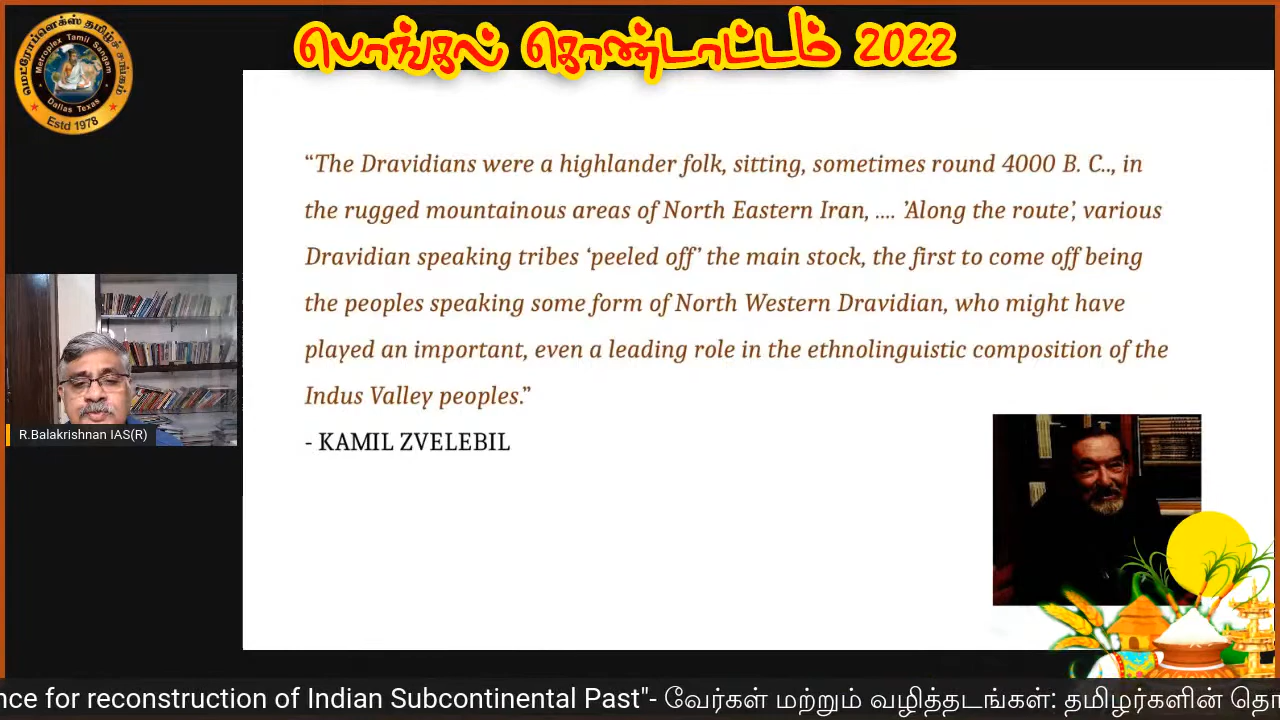 பொங்கல் கொண்டாட்டம் 2022
மெட்ரோப்ளெக்ஸ் தமிழ்ச் சங்கம்
Metroplex Tamil Sangam
Dallas Texas
Estd 1978
“The Dravidians were a highlander folk, sitting, sometimes round 4000 B. C.., in
the rugged mountainous areas of North Eastern Iran, .... ’Along the route’, various
Dravidian speaking tribes ‘peeled off’ the main stock, the first to come off being
the peoples speaking some form of North Western Dravidian, who might have
played an important, even a leading role in the ethnolinguistic composition of the
Indus Valley peoples.”
- KAMIL ZVELEBIL
R.Balakrishnan IAS(R)
nce for reconstruction of Indian Subcontinental Past"- வேர்கள் மற்றும் வழித்தடங்கள்: தமிழர்களின் தொ